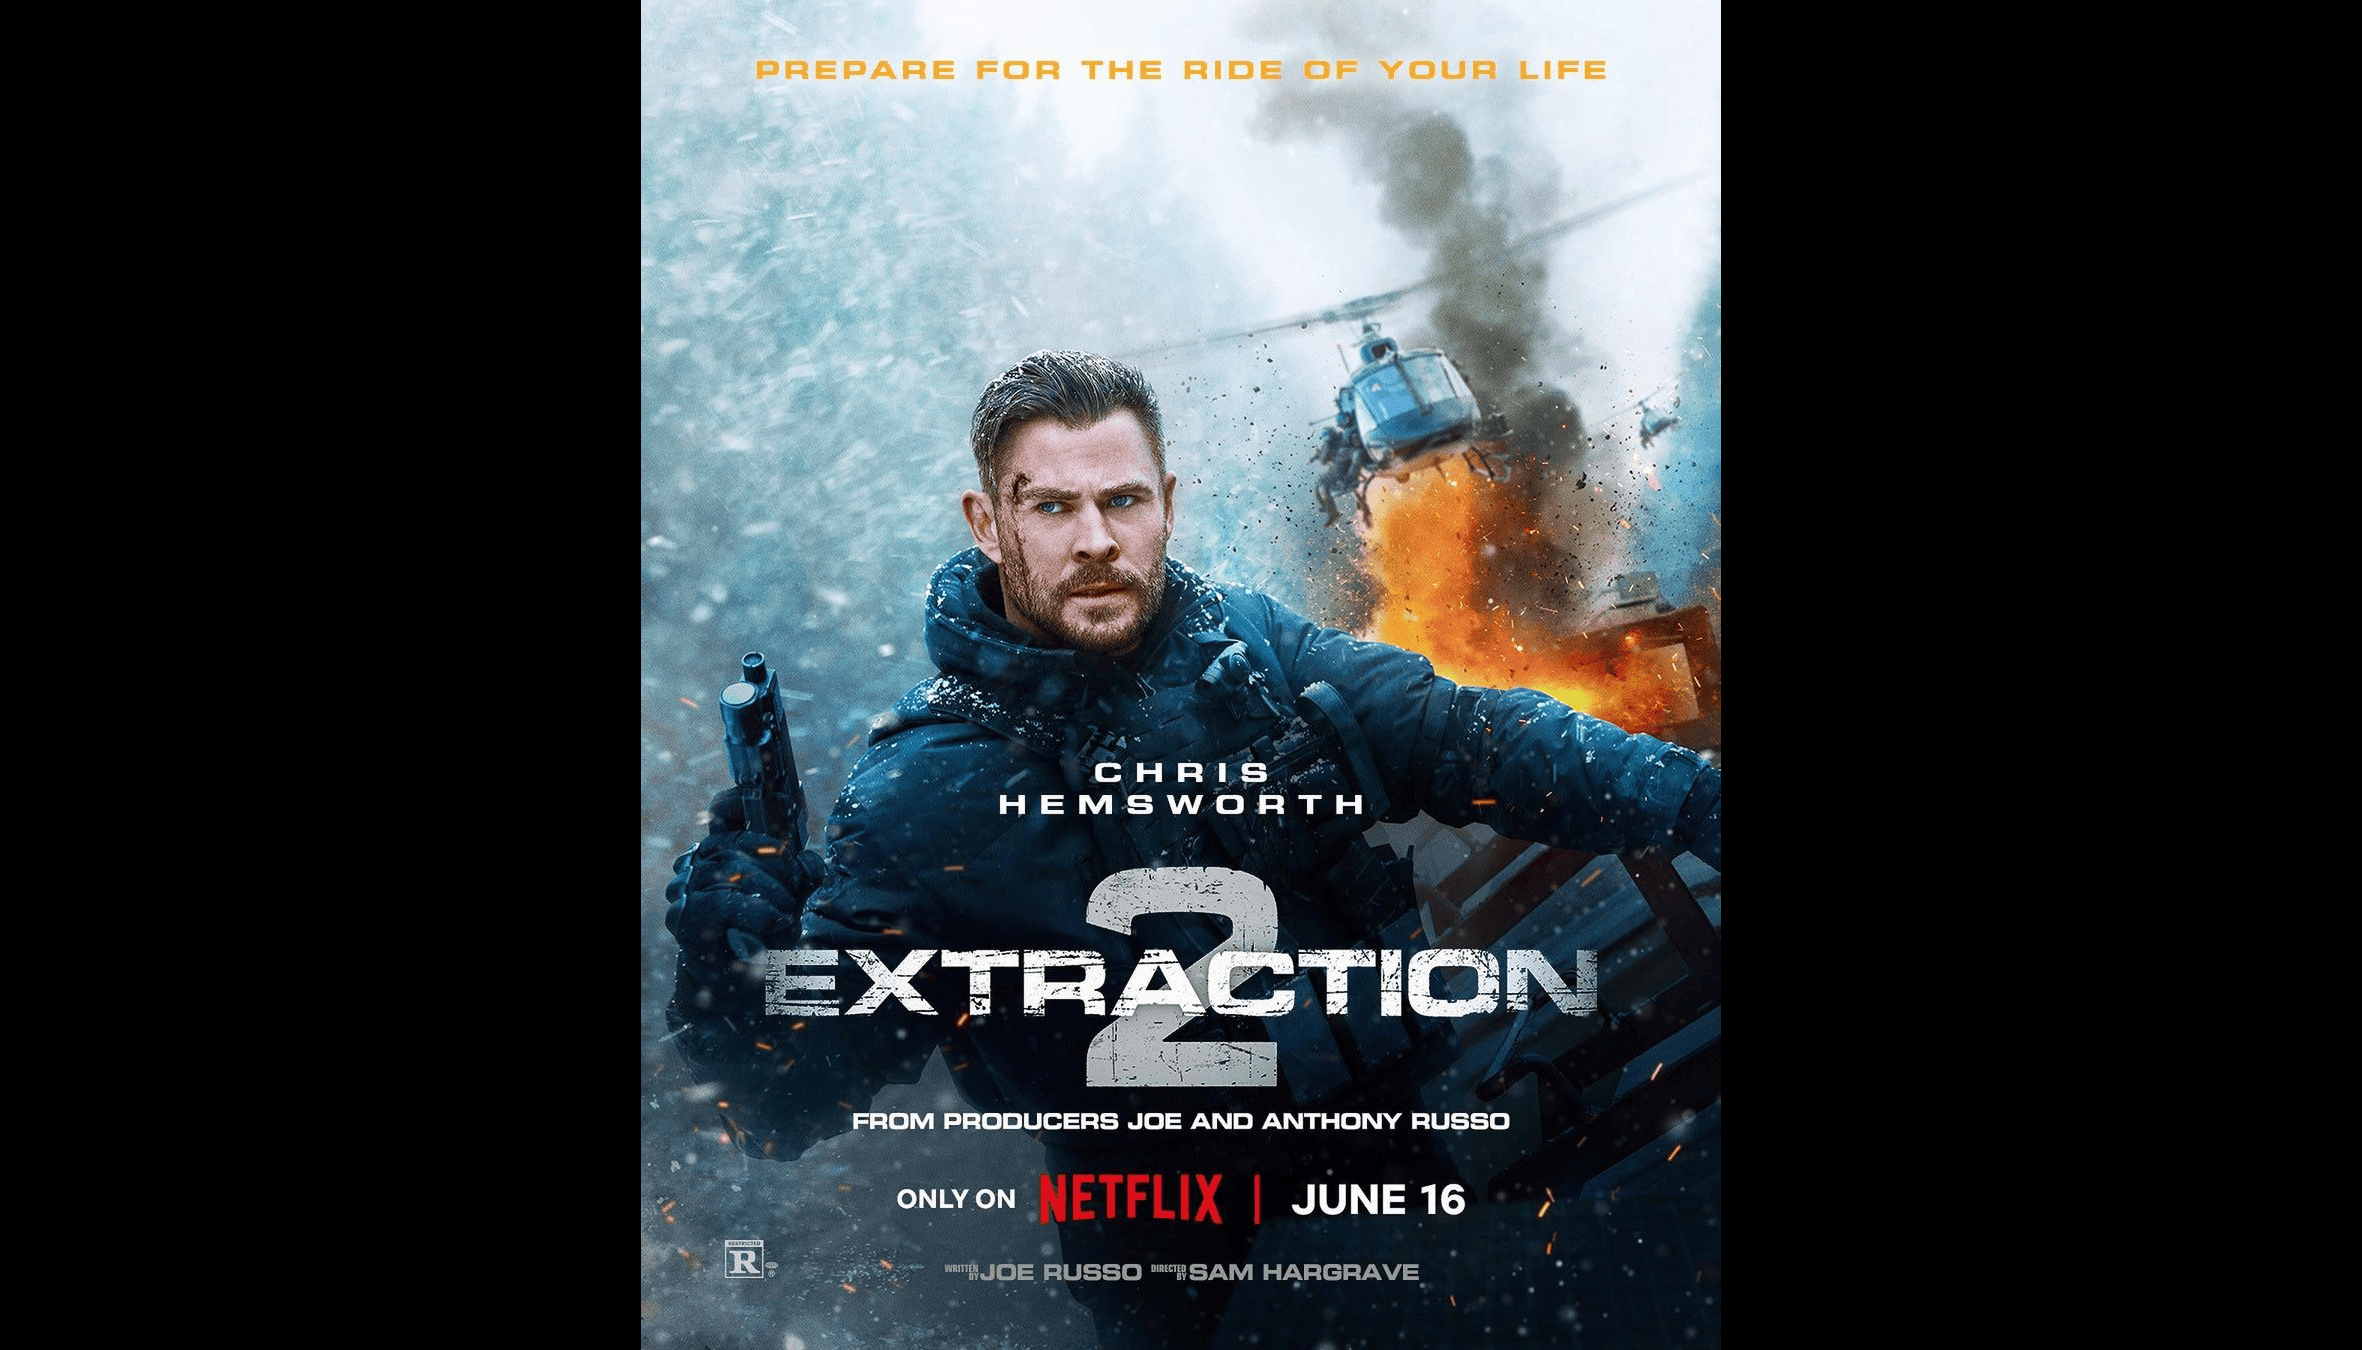 PREPARE FOR THE RIDE OF YOUR LIFE
CHRIS
HEMSWORTH
2
EXTRACTION
FROM PRODUCERS JOE AND ANTHONY RUSSO
ONLY ON NETFLIX | JUNE 16
RESTRICTED
R
®
WRITTEN BY JOE RUSSO DIRECTED BY SAM HARGRAVE